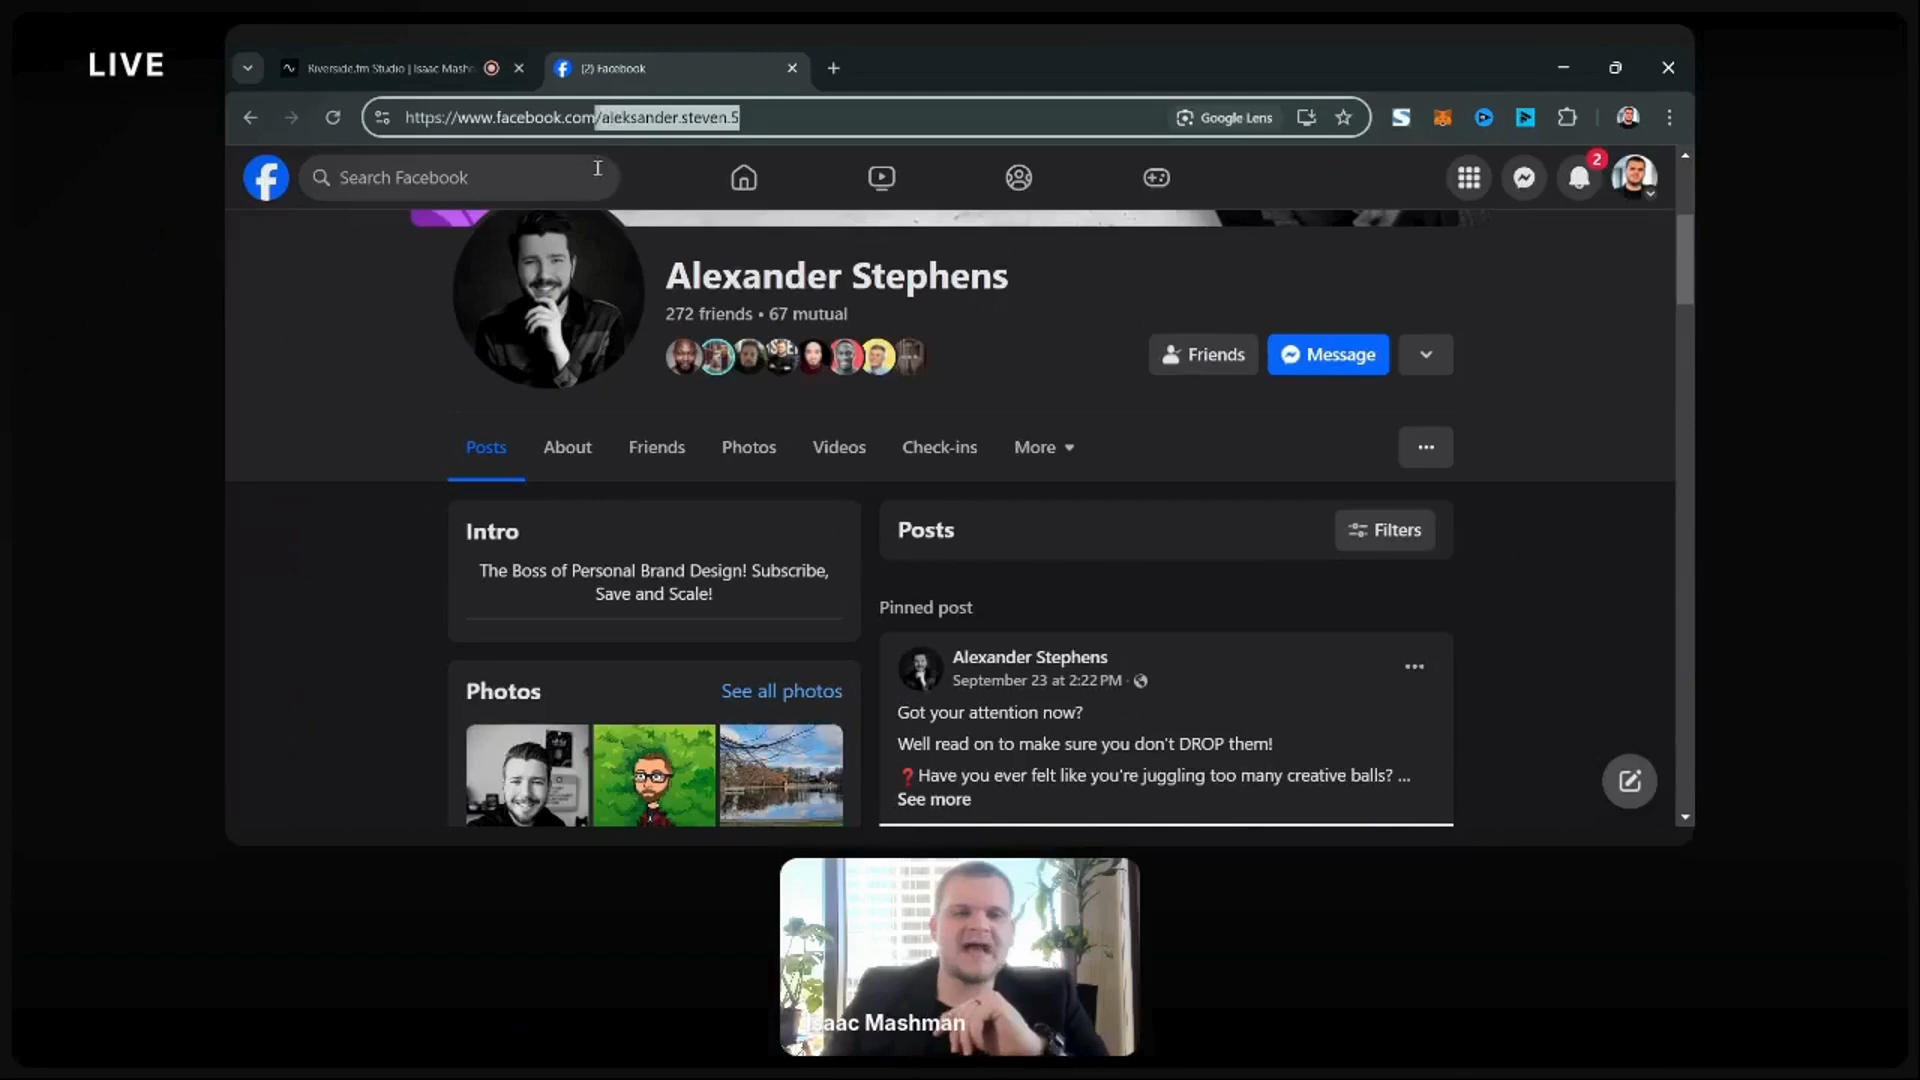 LIVE
Riverside.fm Studio | Isaac Mashm
(2) Facebook
https://www.facebook.com/aleksander.steven.5
Google Lens
Search Facebook
2
Alexander Stephens
272 friends • 67 mutual
Friends
Message
Posts
About
Friends
Photos
Videos
Check-ins
More
Intro
The Boss of Personal Brand Design! Subscribe,
Save and Scale!
Posts
Filters
Pinned post
Alexander Stephens
September 23 at 2:22 PM ·
Got your attention now?
Well read on to make sure you don't DROP them!
❓Have you ever felt like you're juggling too many creative balls? ...
See more
Photos
See all photos
Isaac Mashman